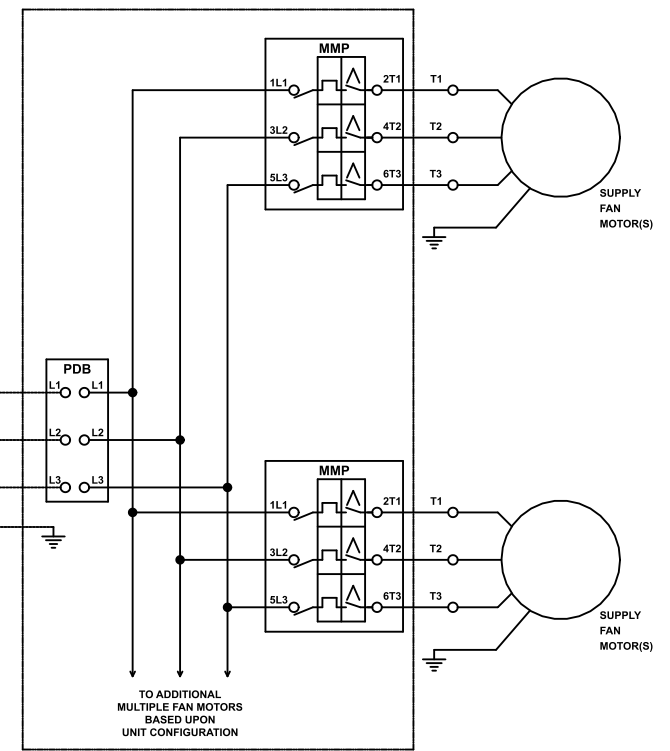 MMP
1L1 2T1 T1
3L2 4T2 T2
5L3 6T3 T3
SUPPLY
FAN
MOTOR(S)
PDB
L1 L1
L2 L2
L3 L3
MMP
1L1 2T1 T1
3L2 4T2 T2
5L3 6T3 T3
SUPPLY
FAN
MOTOR(S)
TO ADDITIONAL
MULTIPLE FAN MOTORS
BASED UPON
UNIT CONFIGURATION